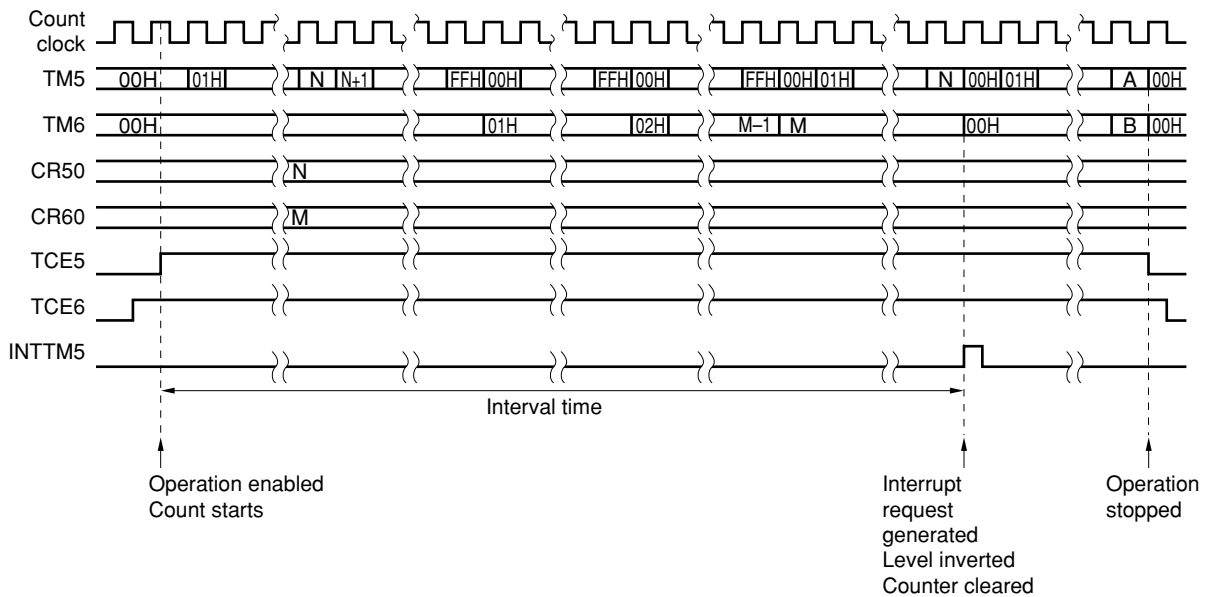 Count
clock
TM5 00H 01H N N+1 FFH 00H FFH 00H FFH 00H 01H N 00H 01H A 00H
TM6 00H 01H 02H M–1 M 00H B 00H
CR50 N
CR60 M
TCE5
TCE6
INTTM5
Interval time
Operation enabled
Count starts
Interrupt
request
generated
Level inverted
Counter cleared
Operation
stopped